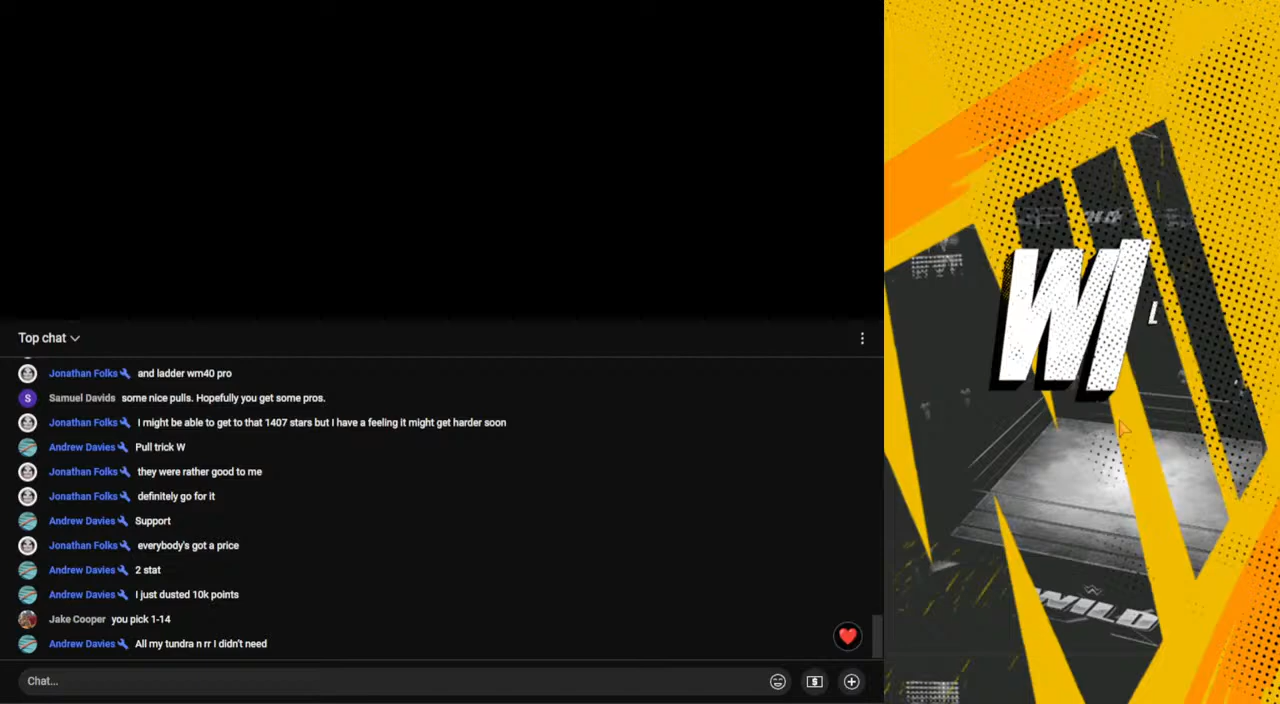 Top chat
Jonathan Folks and ladder wm40 pro
S Samuel Davids some nice pulls. Hopefully you get some pros.
Jonathan Folks I might be able to get to that 1407 stars but I have a feeling it might get harder soon
Andrew Davies Pull trick W
Jonathan Folks they were rather good to me
Jonathan Folks definitely go for it
Andrew Davies Support
Jonathan Folks everybody's got a price
Andrew Davies 2 stat
Andrew Davies I just dusted 10k points
Jake Cooper you pick 1-14
Andrew Davies All my tundra n rr I didn't need
Chat...
WI
L
WILD